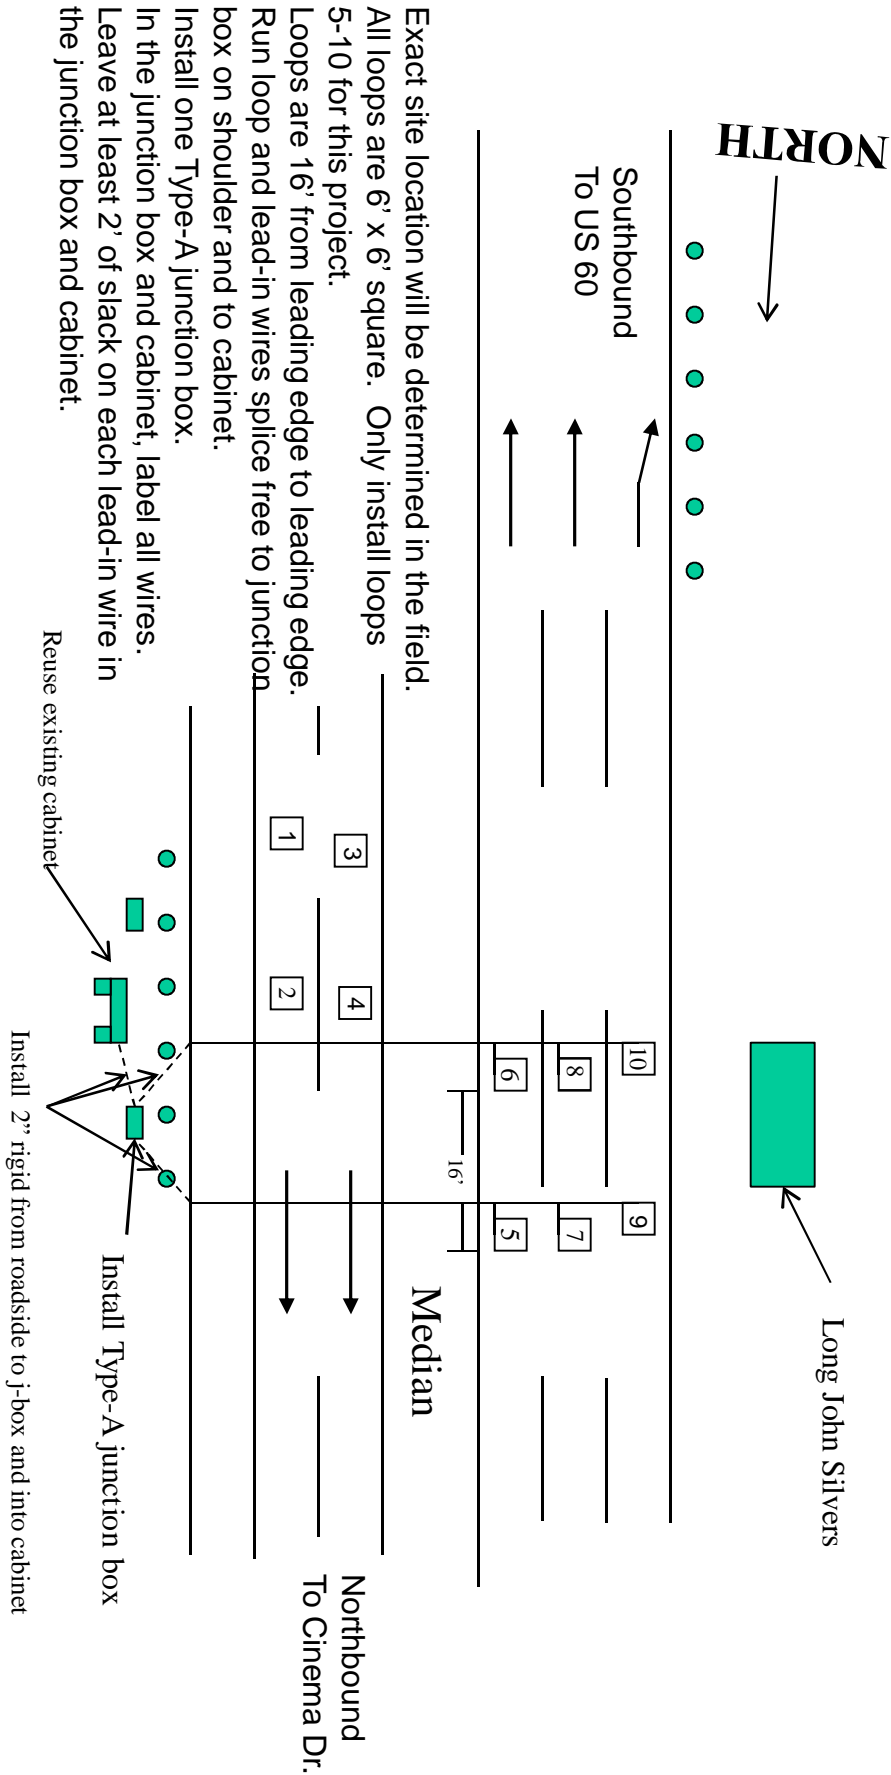 NORTH
Long John Silvers
Southbound
To US 60
10
9
8
7
6
5
16’
Median
3
4
1
2
Northbound
To Cinema Dr.
Exact site location will be determined in the field.
All loops are 6’ x 6’ square.  Only install loops
5-10 for this project.
Loops are 16’ from leading edge to leading edge.
Run loop and lead-in wires splice free to junction
box on shoulder and to cabinet.
Install one Type-A junction box.
In the junction box and cabinet, label all wires.
Leave at least 2’ of slack on each lead-in wire in
the junction box and cabinet.
Reuse existing cabinet
Install Type-A junction box
Install 2” rigid from roadside to j-box and into cabinet